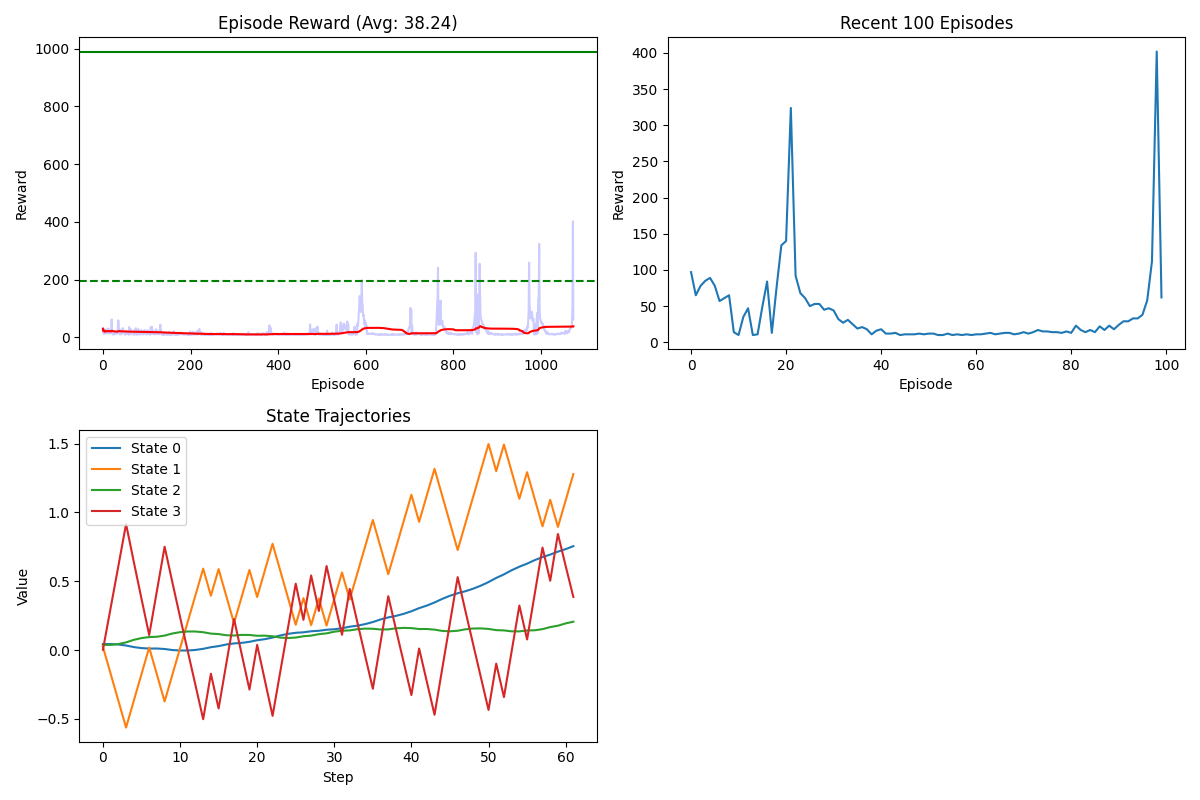 Episode Reward (Avg: 38.24)
1000
800
600
400
200
0
Reward
0 200 400 600 800 1000
Episode
Recent 100 Episodes
400
350
300
250
200
150
100
50
0
Reward
0 20 40 60 80 100
Episode
State Trajectories
State 0
State 1
State 2
State 3
1.5
1.0
0.5
0.0
−0.5
Value
0 10 20 30 40 50 60
Step